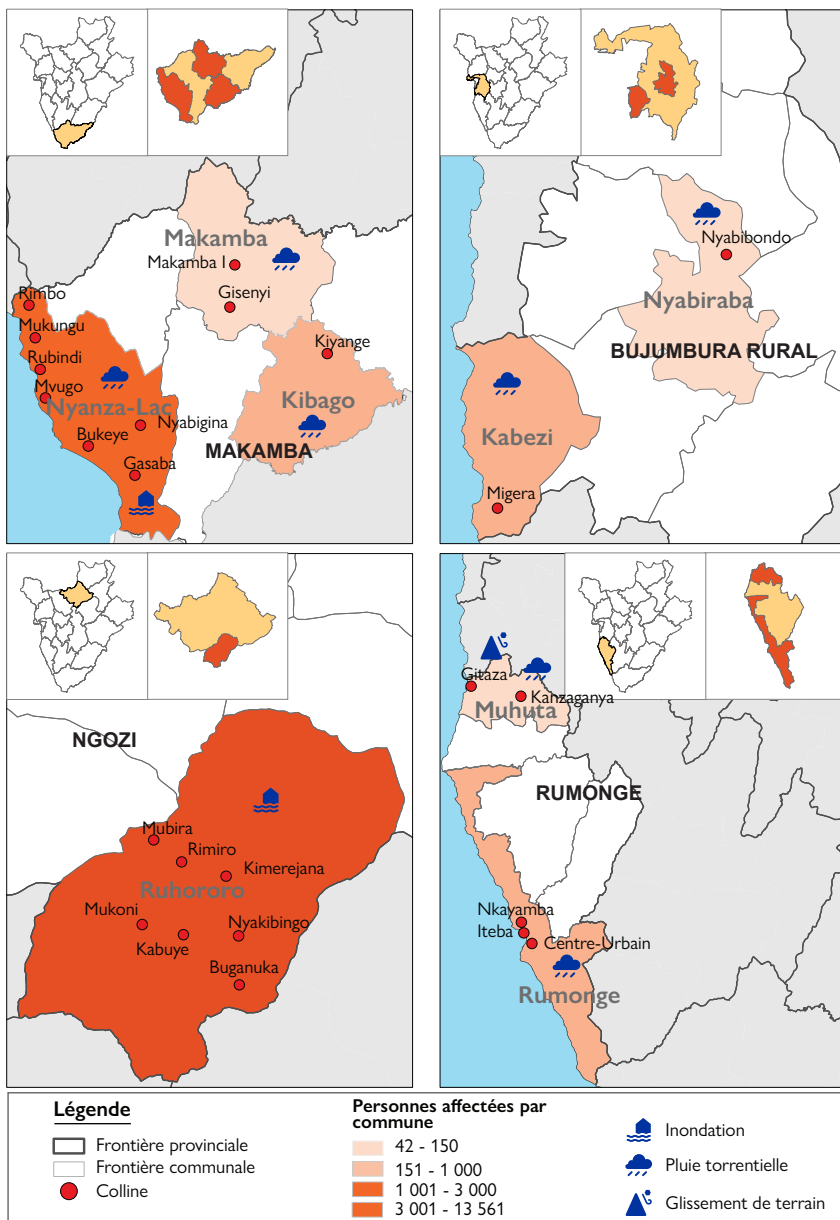 Makamba
Makamba I
Gisenyi
Rimbo
Mukungu
Rubindi
Mvugo
Nyanza-Lac
Nyabigina
Bukeye
Gasaba
Kiyange
Kibago
MAKAMBA
Nyabibondo
Nyabiraba
BUJUMBURA RURAL
Kabezi
Migera
NGOZI
Mubira
Rimiro
Kimerejana
Ruhororo
Mukoni
Nyakibingo
Kabuye
Buganuka
Gitaza
Kanzaganya
Muhuta
RUMONGE
Nkayamba
Iteba
Centre-Urbain
Rumonge
Légende
Frontière provinciale
Frontière communale
Colline
Personnes affectées par
commune
42 - 150
151 - 1 000
1 001 - 3 000
3 001 - 13 561
Inondation
Pluie torrentielle
Glissement de terrain